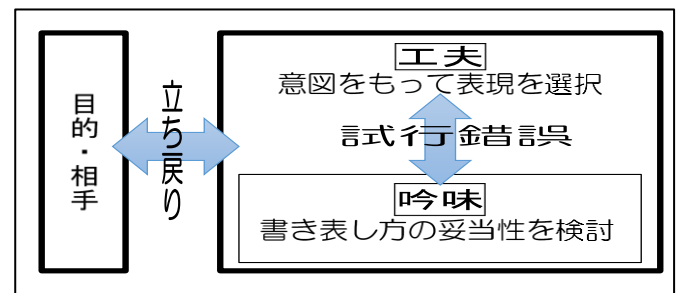 目的・相手
立ち戻り
工夫
意図をもって表現を選択
試行錯誤
吟味
書き表し方の妥当性を検討